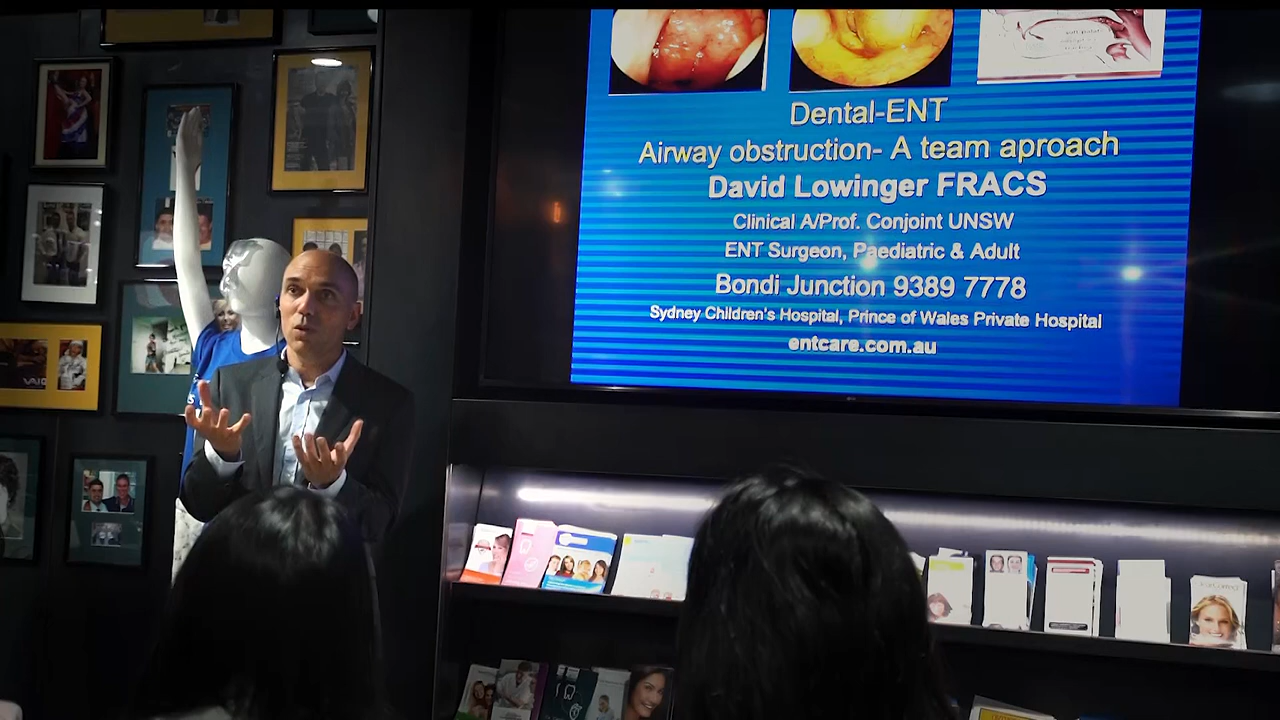 Dental-ENT
Airway obstruction- A team aproach
David Lowinger FRACS
Clinical A/Prof. Conjoint UNSW
ENT Surgeon, Paediatric & Adult
Bondi Junction 9389 7778
Sydney Children's Hospital, Prince of Wales Private Hospital
entcare.com.au
VAIO